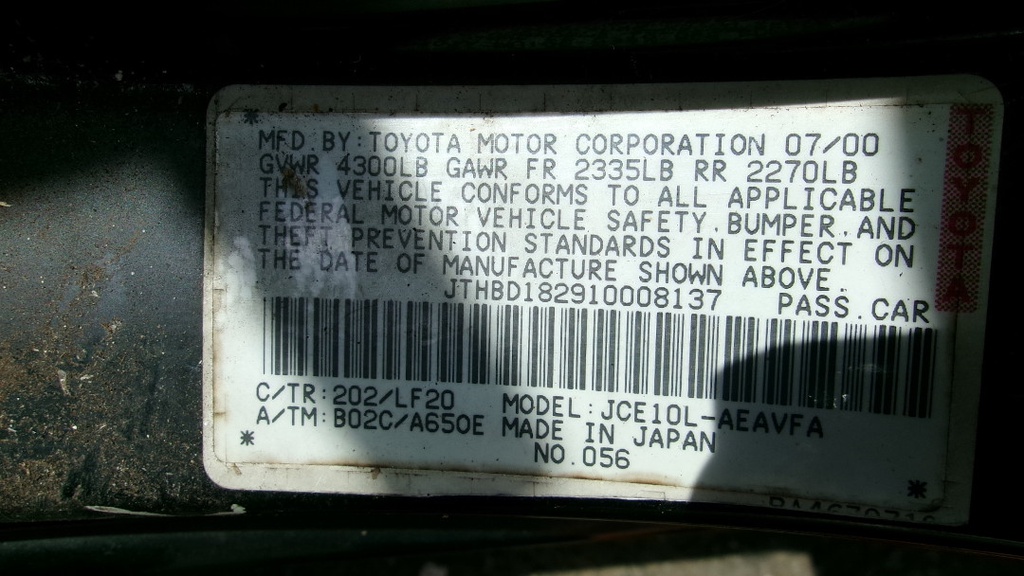 MFD.BY:TOYOTA MOTOR CORPORATION 07/00
GVWR 4300LB GAWR FR 2335LB RR 2270LB
THIS VEHICLE CONFORMS TO ALL APPLICABLE
FEDERAL MOTOR VEHICLE SAFETY,BUMPER,AND
THEFT PREVENTION STANDARDS IN EFFECT ON
THE DATE OF MANUFACTURE SHOWN ABOVE.
JTHBD182910008137 PASS.CAR
C/TR:202/LF20 MODEL:JCE10L-AEAVFA
A/TM:B02C/A650E MADE IN JAPAN
NO.056
TOYOTA